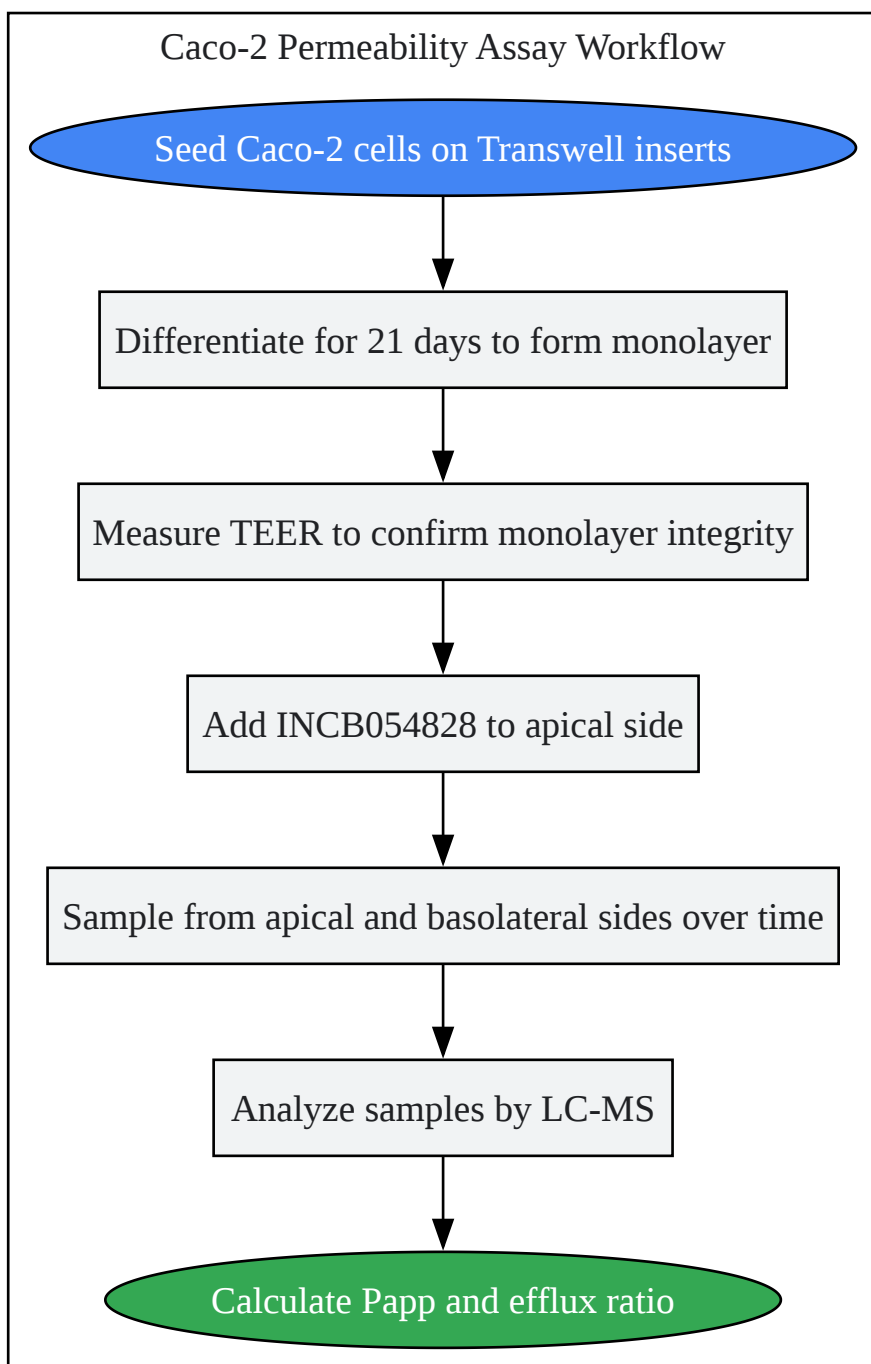 Caco-2 Permeability Assay Workflow
Seed Caco-2 cells on Transwell inserts
Differentiate for 21 days to form monolayer
Measure TEER to confirm monolayer integrity
Add INCB054828 to apical side
Sample from apical and basolateral sides over time
Analyze samples by LC-MS
Calculate Papp and efflux ratio